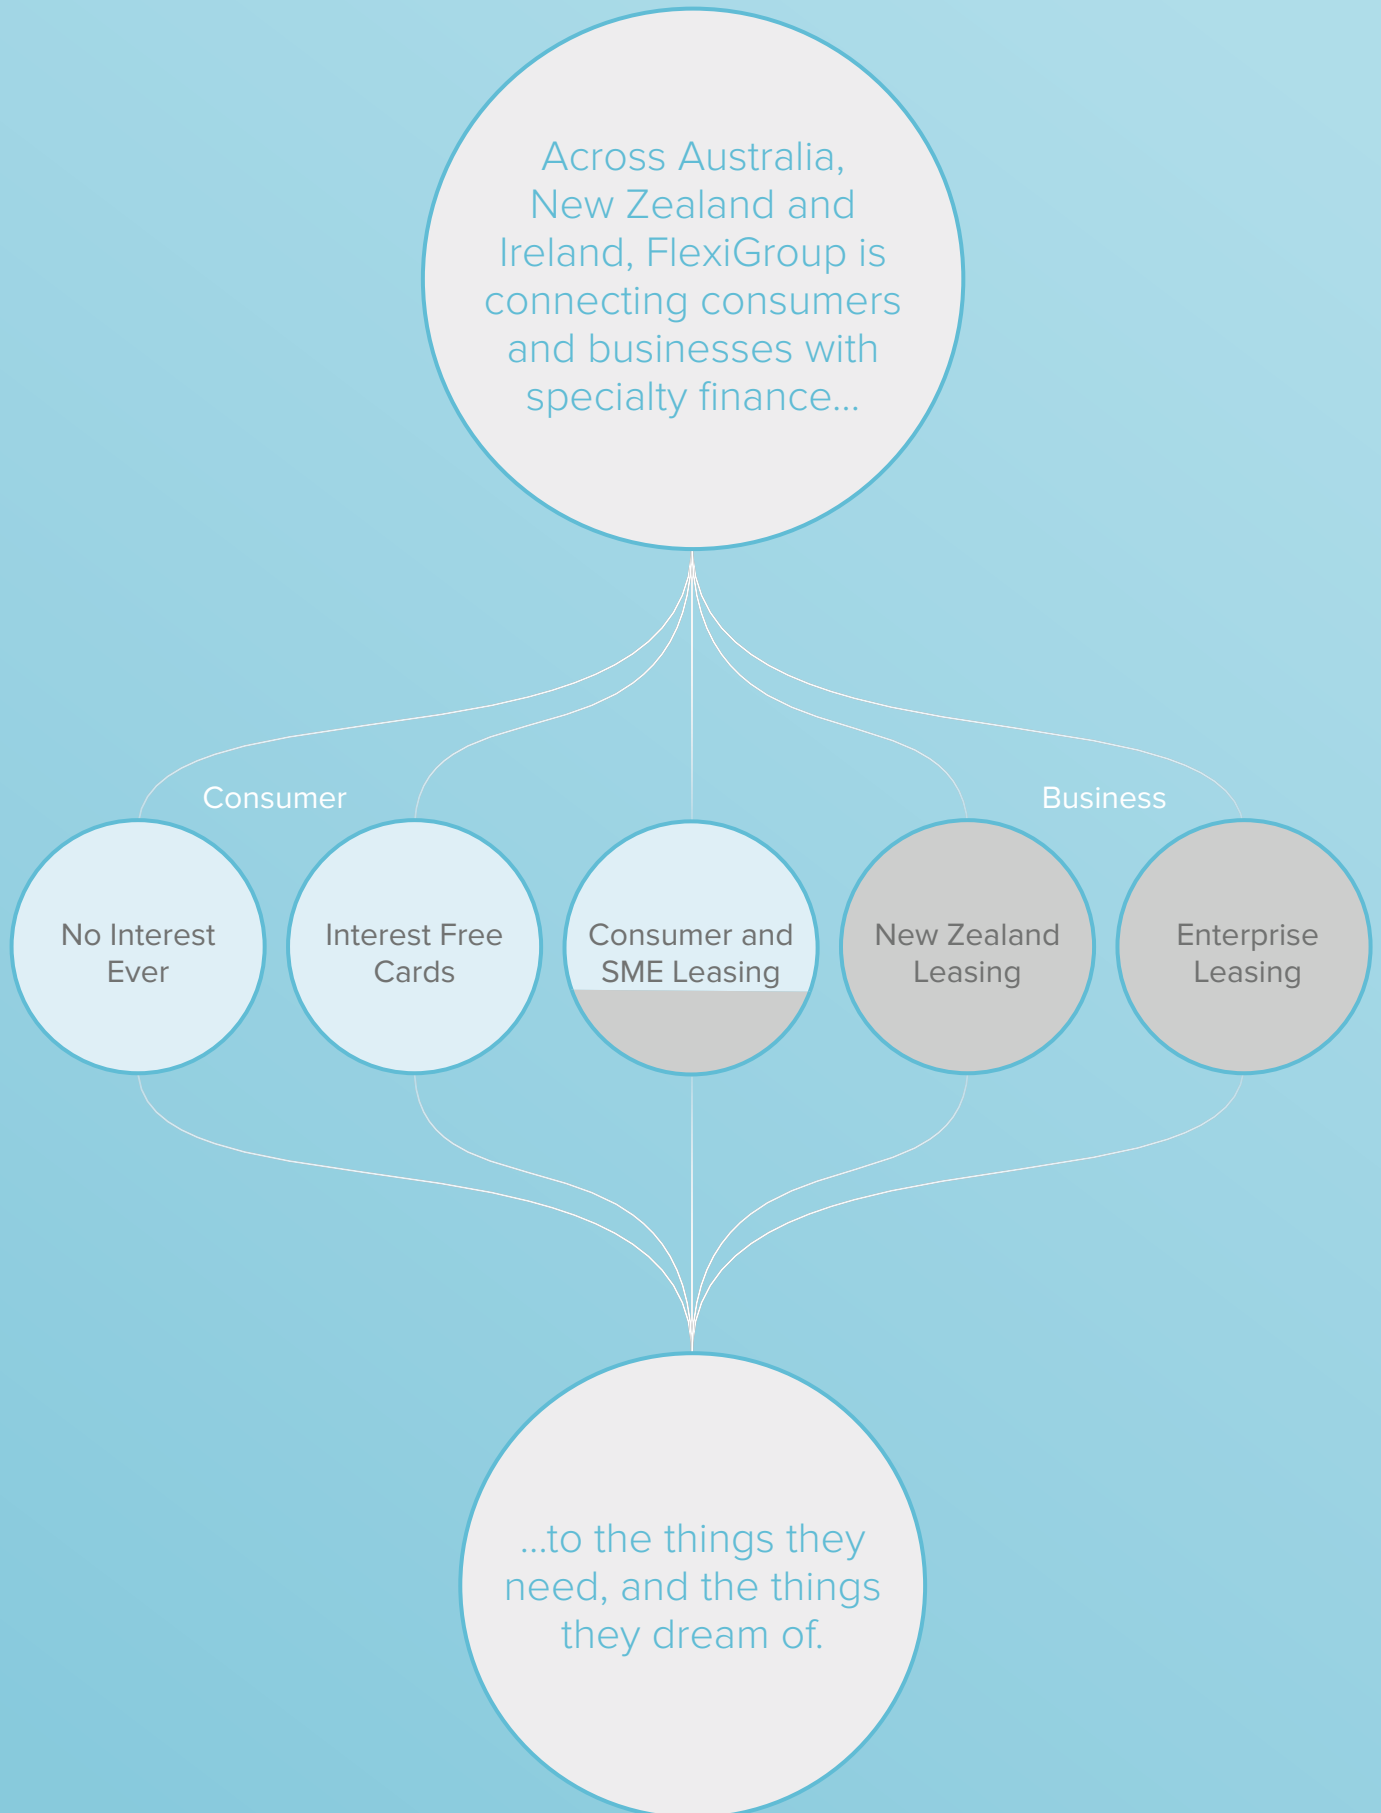 Across Australia,
New Zealand and
Ireland, FlexiGroup is
connecting consumers
and businesses with
specialty finance...
Consumer
Business
No Interest
Ever
Interest Free
Cards
Consumer and
SME Leasing
New Zealand
Leasing
Enterprise
Leasing
...to the things they
need, and the things
they dream of.